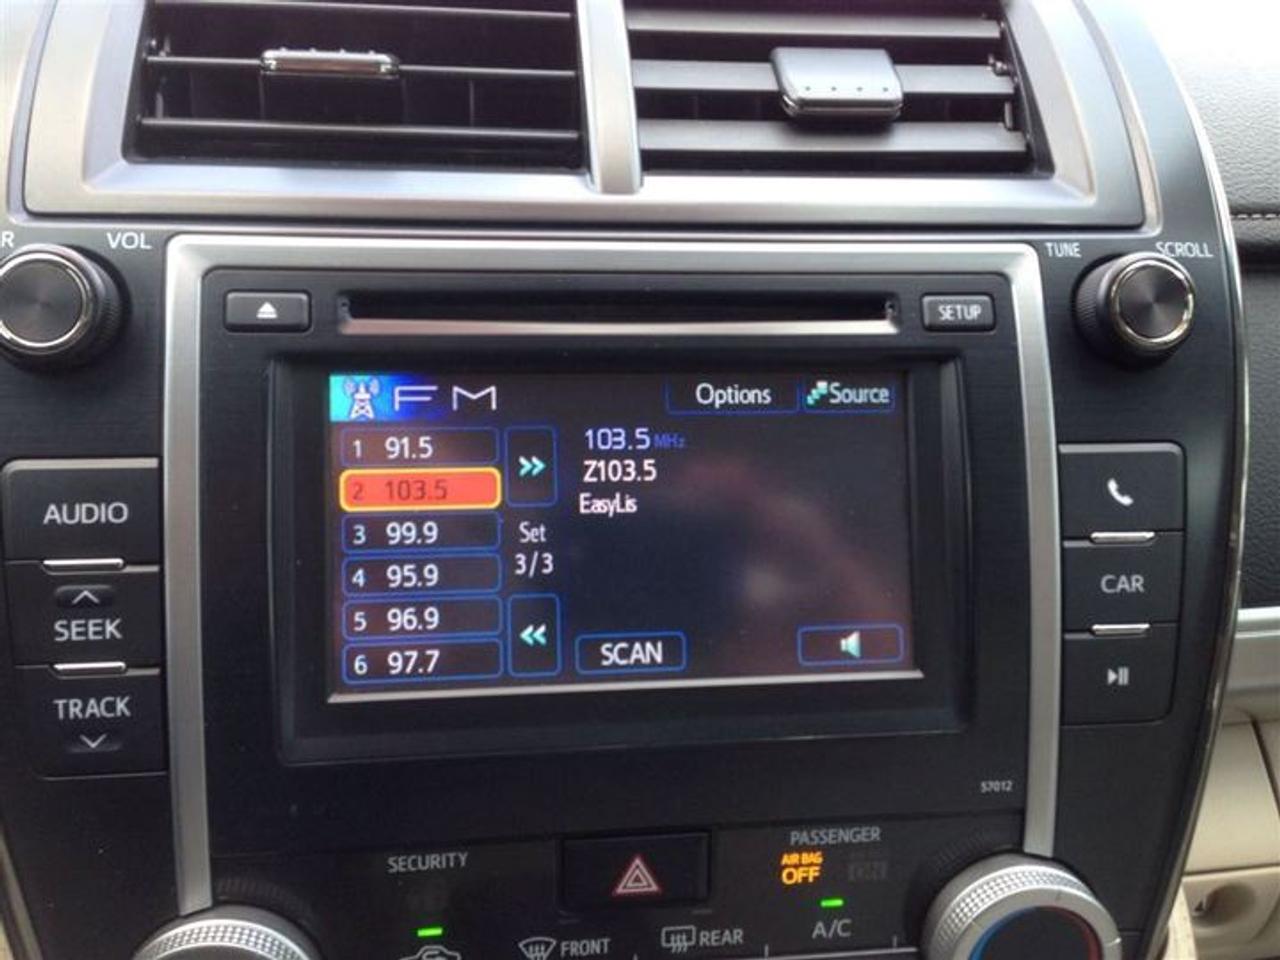 R VOL
TUNE SCROLL
SETUP
FM Options Source
1 91.5
2 103.5
3 99.9
4 95.9
5 96.9
6 97.7
Set
3/3
103.5 MHz
Z103.5
EasyLis
SCAN
AUDIO
SEEK
TRACK
CAR
57012
SECURITY
PASSENGER
AIR BAG
OFF
FRONT
REAR
A/C